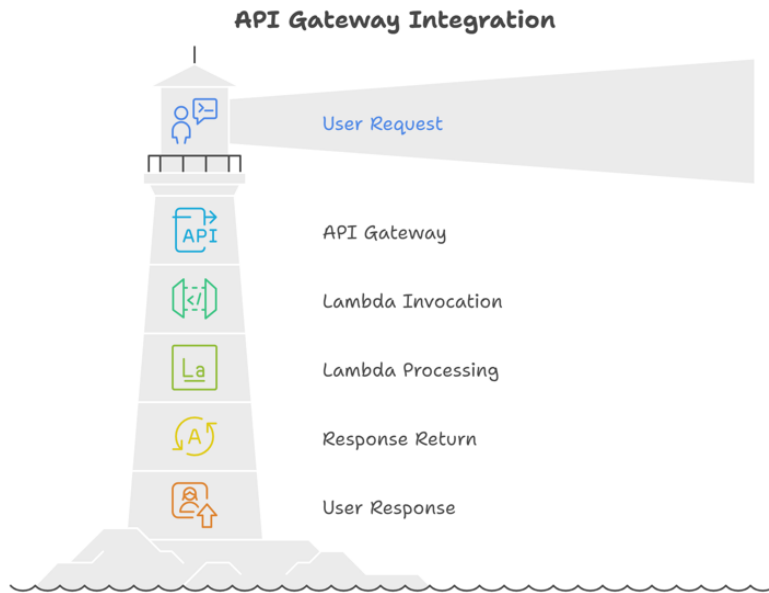 API Gateway Integration
>_
User Request
API
API Gateway
</>
Lambda Invocation
La
Lambda Processing
A
Response Return
User Response